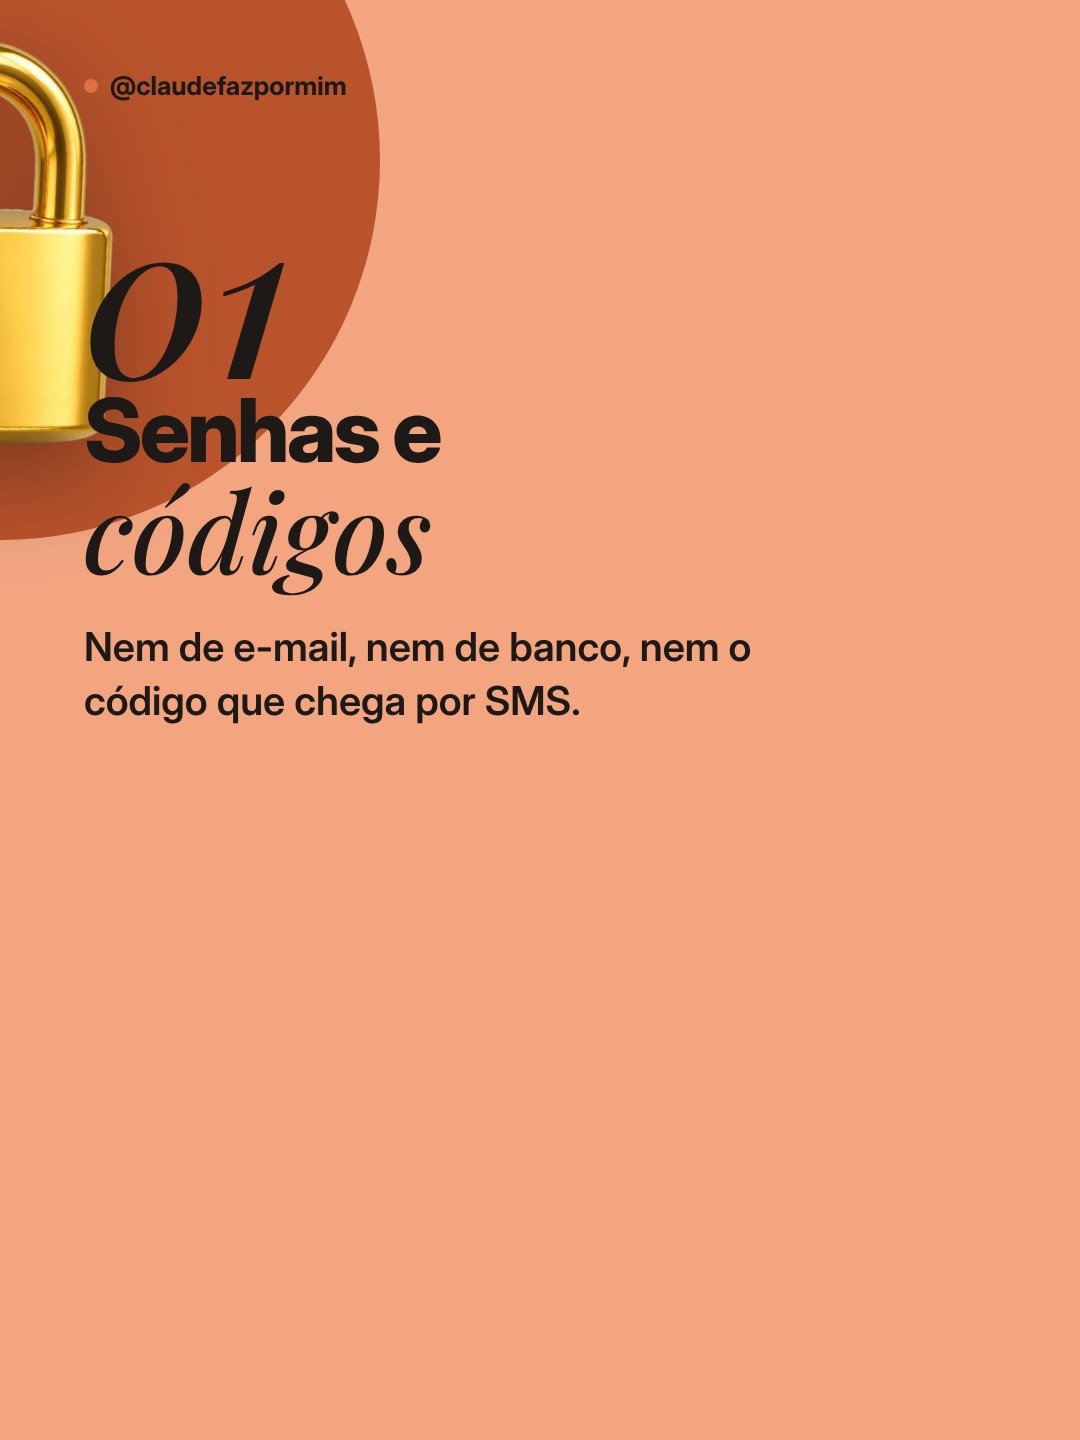 @claudefazpormim
01
Senhas e
códigos
Nem de e-mail, nem de banco, nem o
código que chega por SMS.